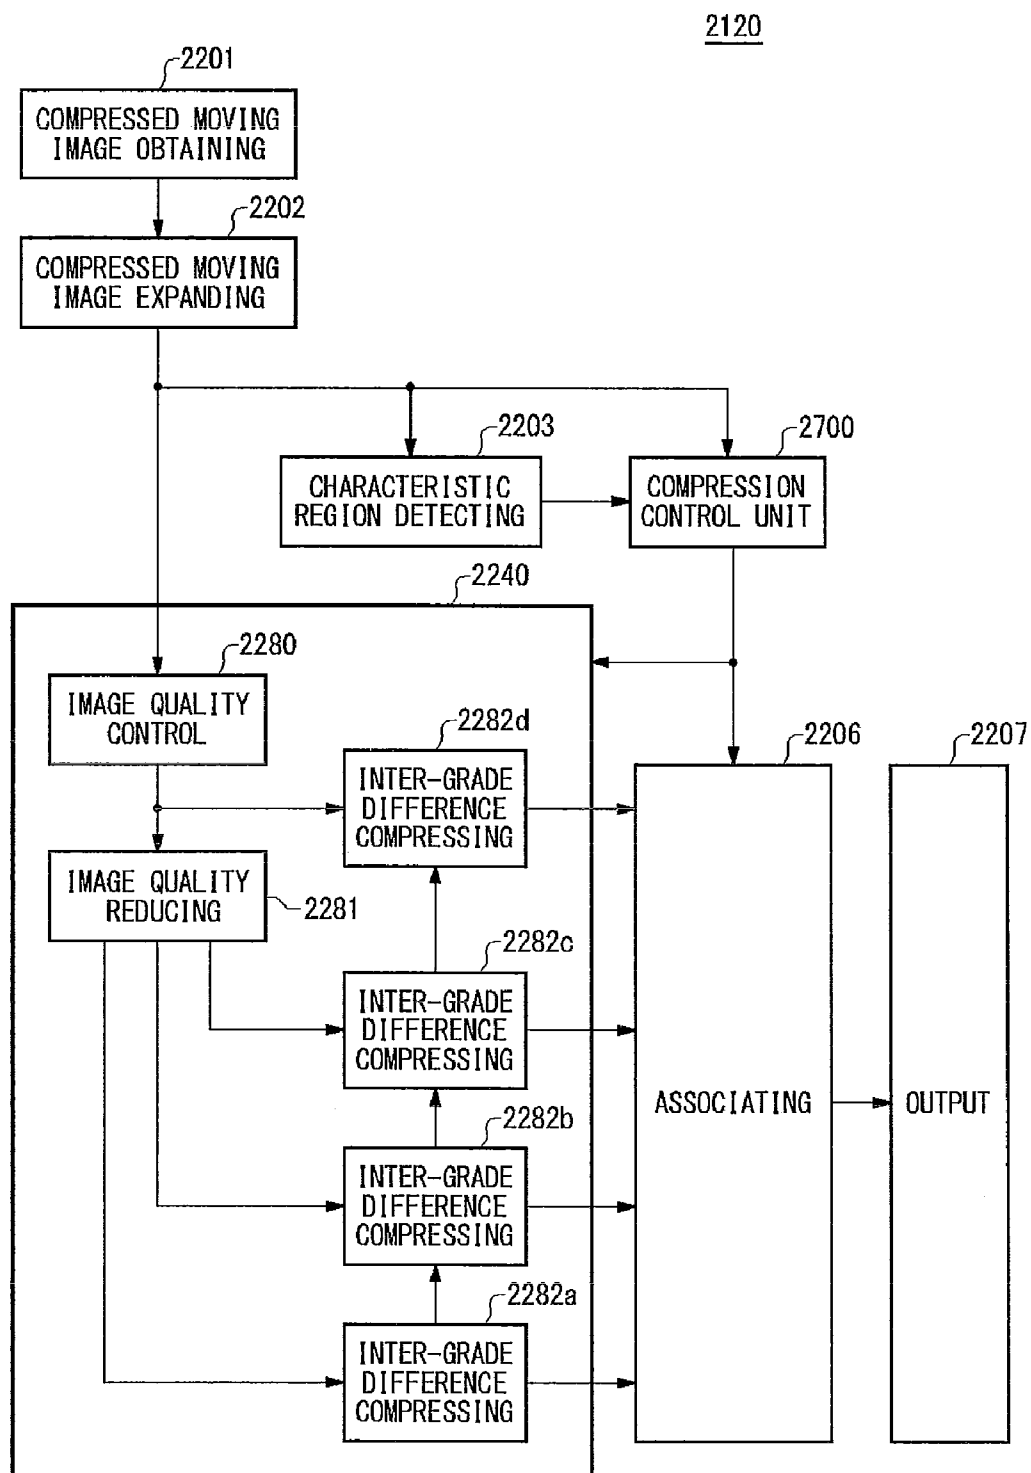 2120
2201
COMPRESSED MOVING
IMAGE OBTAINING
2202
COMPRESSED MOVING
IMAGE EXPANDING
2203
CHARACTERISTIC
REGION DETECTING
2700
COMPRESSION
CONTROL UNIT
2240
2280
IMAGE QUALITY
CONTROL
2282d
INTER-GRADE
DIFFERENCE
COMPRESSING
2206
2207
IMAGE QUALITY
REDUCING
2281
2282c
INTER-GRADE
DIFFERENCE
COMPRESSING
ASSOCIATING
OUTPUT
2282b
INTER-GRADE
DIFFERENCE
COMPRESSING
2282a
INTER-GRADE
DIFFERENCE
COMPRESSING